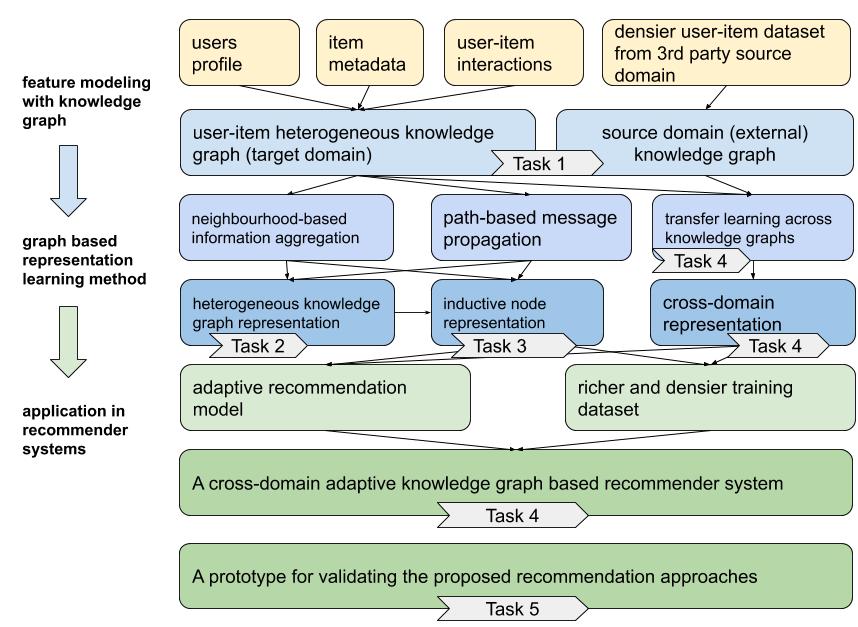 users
profile
item
metadata
user-item
interactions
densier user-item dataset
from 3rd party source
domain
feature modeling
with knowledge
graph
user-item heterogeneous knowledge
graph (target domain)
source domain (external)
knowledge graph
Task 1
neighbourhood-based
information aggregation
path-based message
propagation
transfer learning across
knowledge graphs
Task 4
graph based
representation
learning method
heterogeneous knowledge
graph representation
Task 2
inductive node
representation
Task 3
cross-domain
representation
Task 4
adaptive recommendation
model
richer and densier training
dataset
application in
recommender
systems
A cross-domain adaptive knowledge graph based recommender system
Task 4
A prototype for validating the proposed recommendation approaches
Task 5